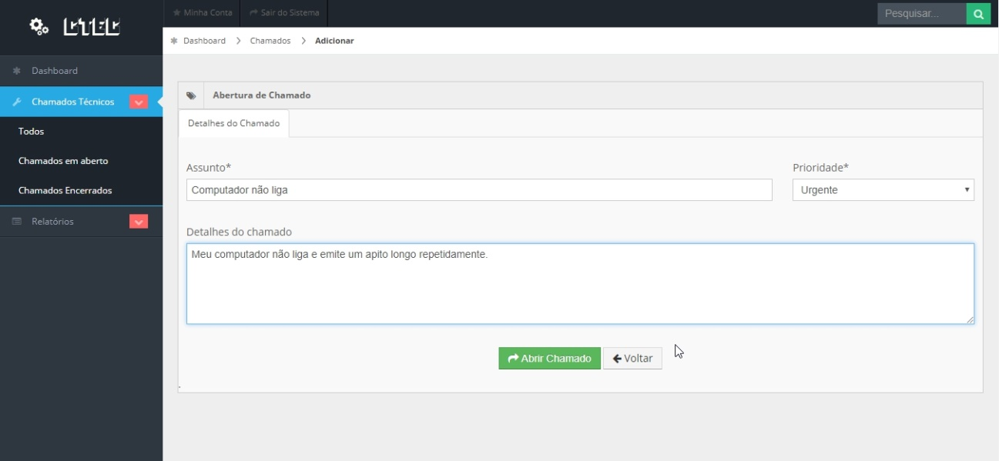 CTEC
Minha Conta
Sair do Sistema
Pesquisar...
Dashboard
Chamados
Adicionar
Dashboard
Chamados Técnicos
Todos
Chamados em aberto
Chamados Encerrados
Relatórios
Abertura de Chamado
Detalhes do Chamado
Assunto*
Prioridade*
Computador não liga
Urgente
Detalhes do chamado
Meu computador não liga e emite um apito longo repetidamente.
Abrir Chamado
Voltar